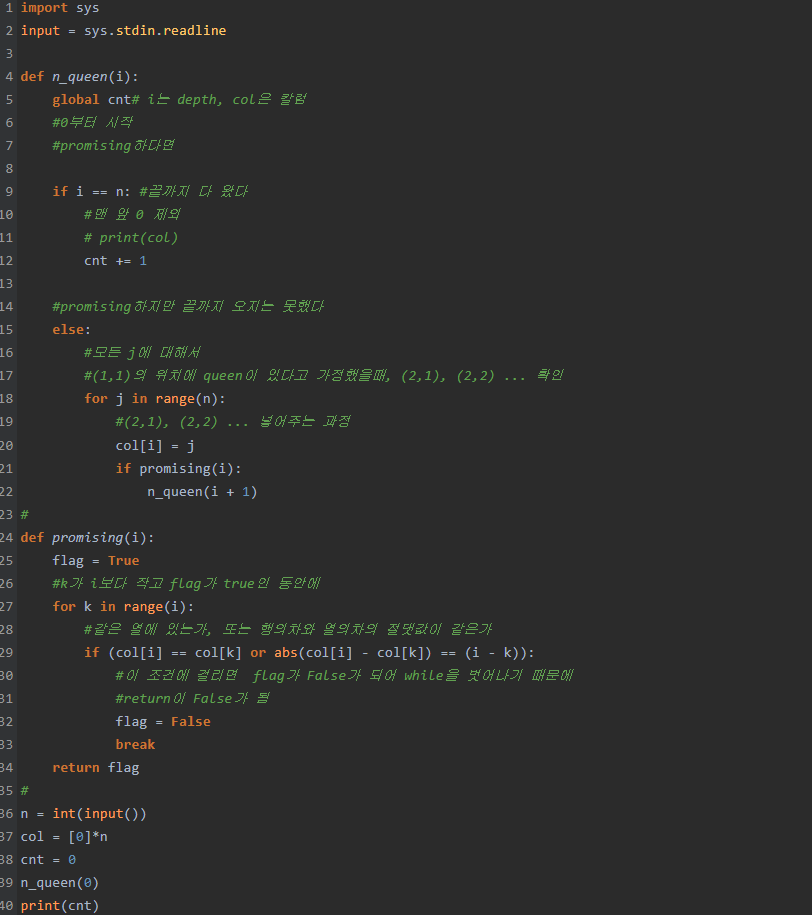 1 import sys
2 input = sys.stdin.readline
3
4 def n_queen(i):
5     global cnt# i는 depth, col은 칼럼
6     #0부터 시작
7     #promising하다면
8
9     if i == n: #끝까지 다 왔다
10         #맨 앞 0 제외
11         # print(col)
12         cnt += 1
13
14     #promising하지만 끝까지 오지는 못했다
15     else:
16         #모든 j에 대해서
17         #(1,1)의 위치에 queen이 있다고 가정했을때, (2,1), (2,2) ... 확인
18         for j in range(n):
19             #(2,1), (2,2) ... 넣어주는 과정
20             col[i] = j
21             if promising(i):
22                 n_queen(i + 1)
23 #
24 def promising(i):
25     flag = True
26     #k가 i보다 작고 flag가 true인 동안에
27     for k in range(i):
28         #같은 열에 있는가, 또는 행의차와 열의차의 절댓값이 같은가
29         if (col[i] == col[k] or abs(col[i] - col[k]) == (i - k)):
30             #이 조건에 걸리면  flag가 False가 되어 while을 벗어나기 때문에
31             #return이 False가 됨
32             flag = False
33             break
34     return flag
35 #
36 n = int(input())
37 col = [0]*n
38 cnt = 0
39 n_queen(0)
40 print(cnt)